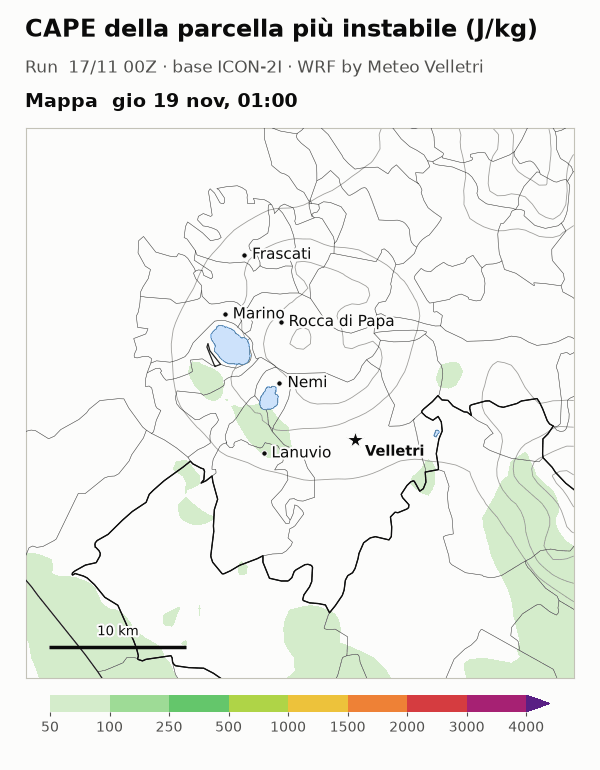 CAPE della parcella più instabile (J/kg)
Run  17/11 00Z · base ICON-2I · WRF by Meteo Velletri
Mappa  gio 19 nov, 01:00
Frascati
Marino
Rocca di Papa
Nemi
Velletri
Lanuvio
10 km
50 100 250 500 1000 1500 2000 3000 4000